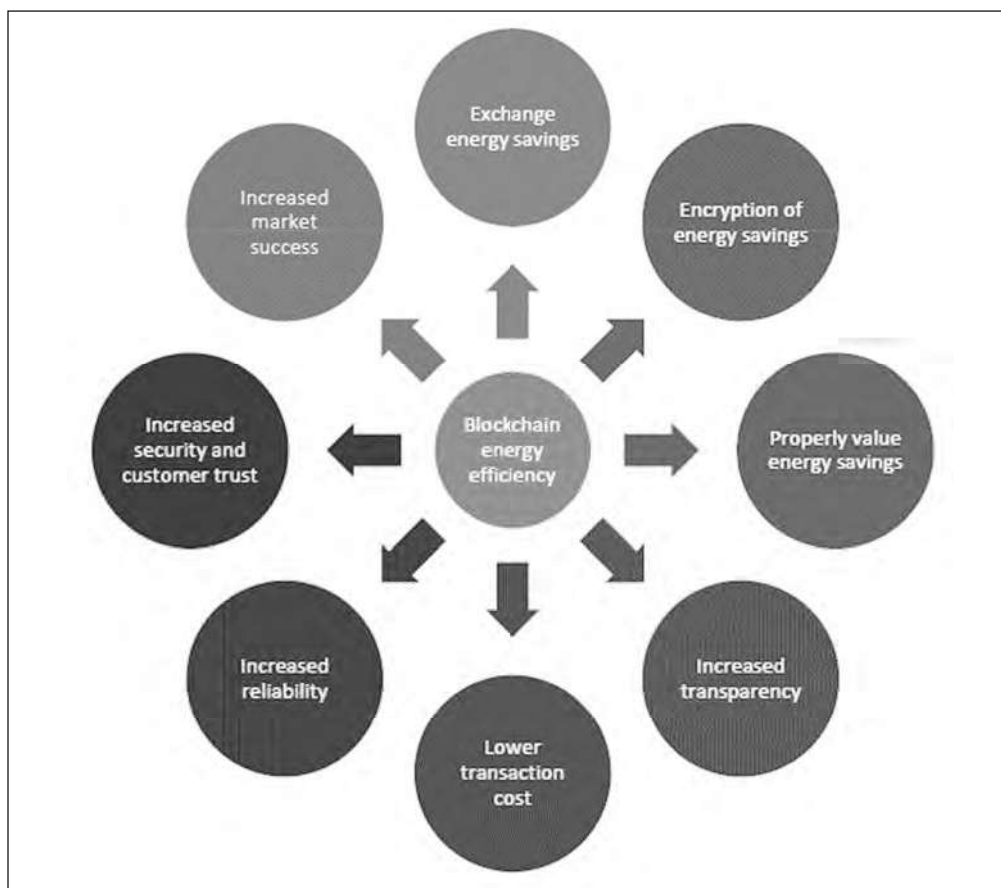 Exchange
energy savings
Encryption of
energy savings
Properly value
energy savings
Increased
transparency
Lower
transaction
cost
Increased
reliability
Increased
security and
customer trust
Increased
market
success
Blockchain
energy
efficiency